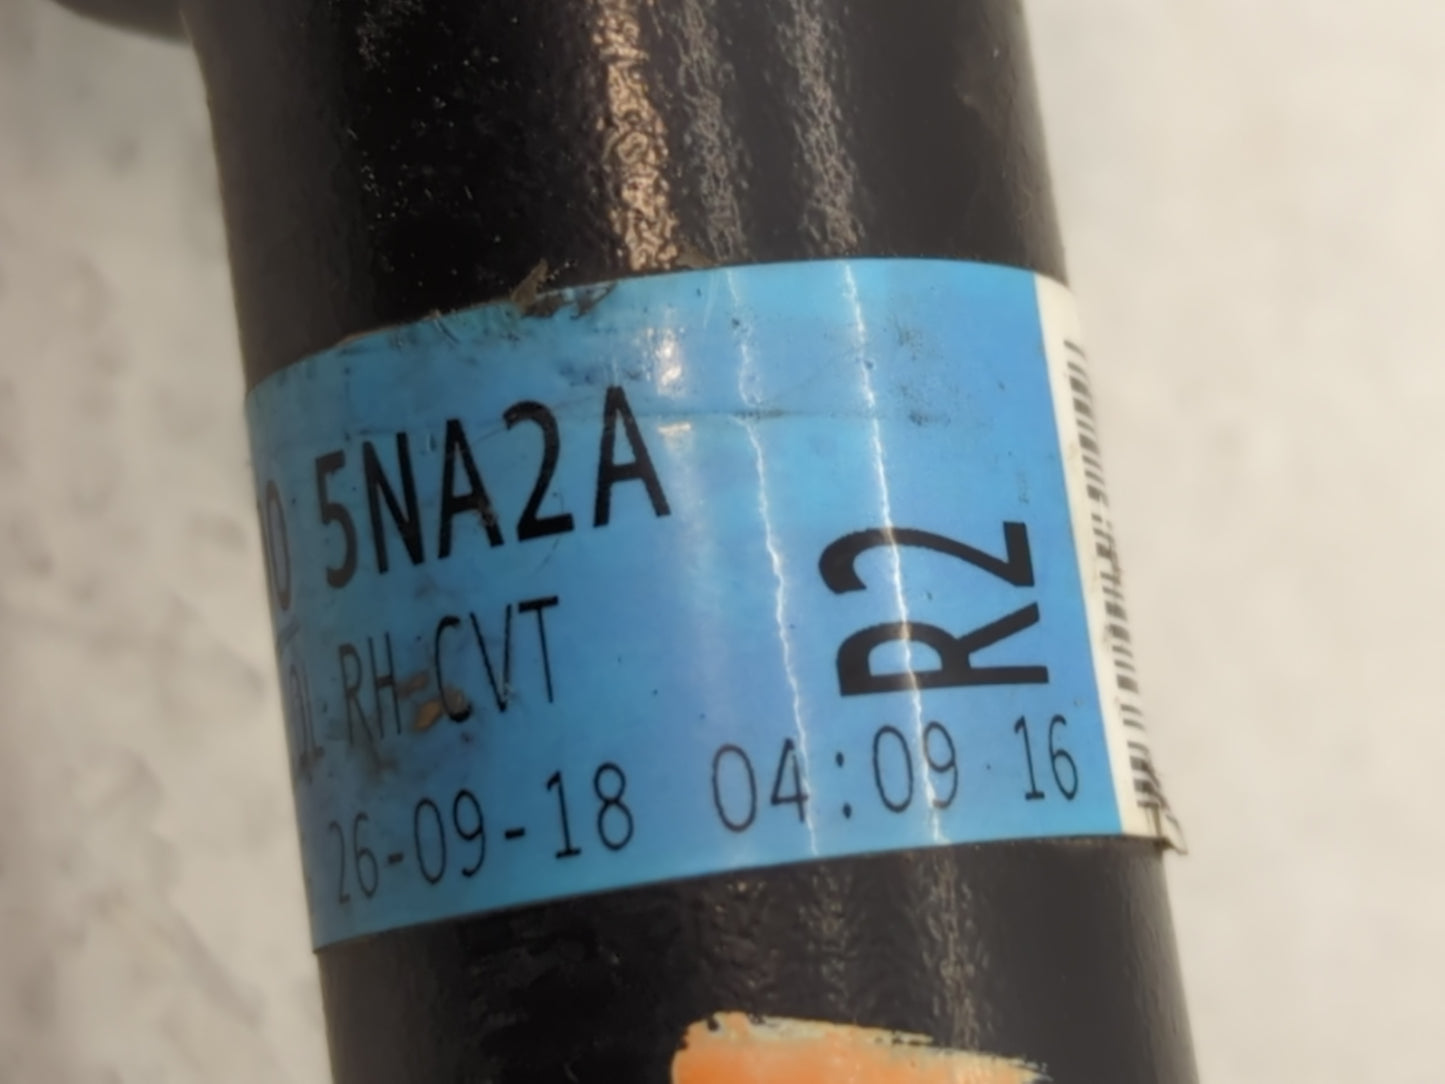 5NA2A
R2
RH-CVT
26-09-18 04:09 16